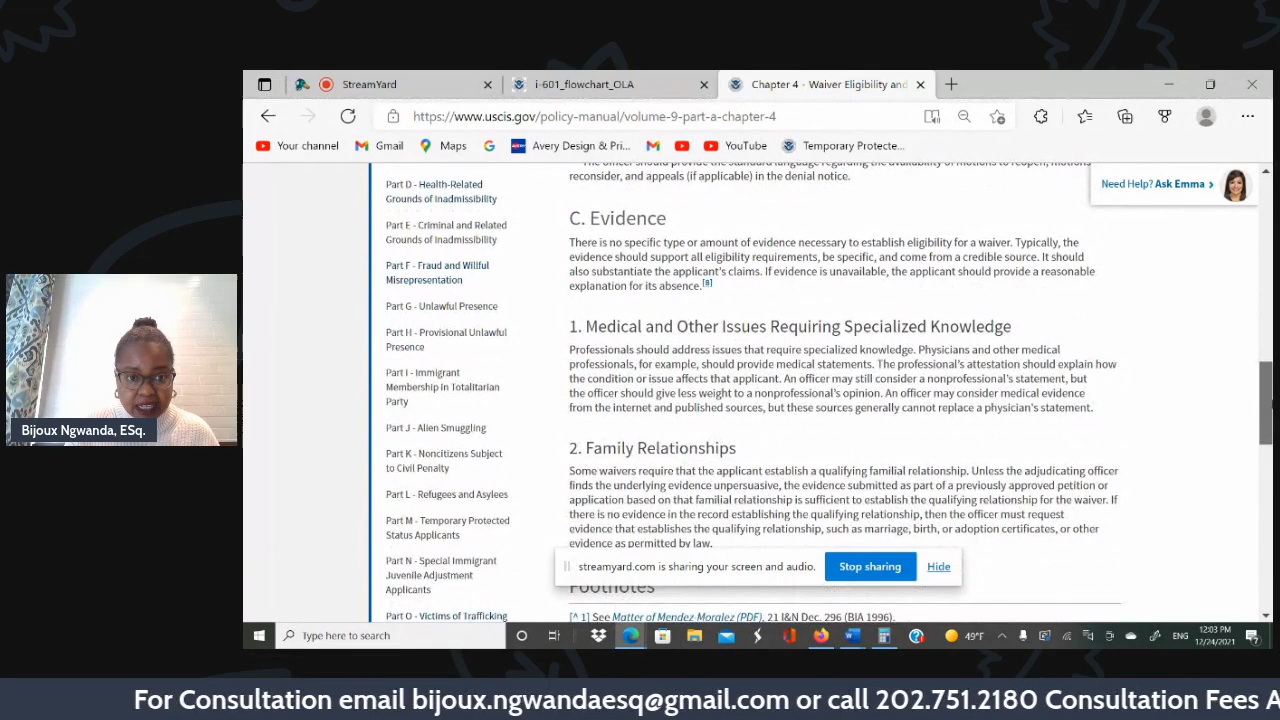 StreamYard
i-601_flowchart_OLA
Chapter 4 - Waiver Eligibility and
https://www.uscis.gov/policy-manual/volume-9-part-a-chapter-4
Your channel
Gmail
Maps
Avery Design & Pri...
YouTube
Temporary Protecte...
Need Help? Ask Emma
Part D - Health-Related
Grounds of Inadmissibility
Part E - Criminal and Related
Grounds of Inadmissibility
Part F - Fraud and Willful
Misrepresentation
Part G - Unlawful Presence
Part H - Provisional Unlawful
Presence
Part I - Immigrant
Membership in Totalitarian
Party
Part J - Alien Smuggling
Part K - Noncitizens Subject
to Civil Penalty
Part L - Refugees and Asylees
Part M - Temporary Protected
Status Applicants
Part N - Special Immigrant
Juvenile Adjustment
Applicants
Part O - Victims of Trafficking
The officer should provide the standard language regarding the availability of motions to reopen, motions
reconsider, and appeals (if applicable) in the denial notice.
C. Evidence
There is no specific type or amount of evidence necessary to establish eligibility for a waiver. Typically, the
evidence should support all eligibility requirements, be specific, and come from a credible source. It should
also substantiate the applicant's claims. If evidence is unavailable, the applicant should provide a reasonable
explanation for its absence.[8]
1. Medical and Other Issues Requiring Specialized Knowledge
Professionals should address issues that require specialized knowledge. Physicians and other medical
professionals, for example, should provide medical statements. The professional's attestation should explain how
the condition or issue affects that applicant. An officer may still consider a nonprofessional's statement, but
the officer should give less weight to a nonprofessional's opinion. An officer may consider medical evidence
from the internet and published sources, but these sources generally cannot replace a physician's statement.
2. Family Relationships
Some waivers require that the applicant establish a qualifying familial relationship. Unless the adjudicating officer
finds the underlying evidence unpersuasive, the evidence submitted as part of a previously approved petition or
application based on that familial relationship is sufficient to establish the qualifying relationship for the waiver. If
there is no evidence in the record establishing the qualifying relationship, then the officer must request
evidence that establishes the qualifying relationship, such as marriage, birth, or adoption certificates, or other
evidence as permitted by law.
streamyard.com is sharing your screen and audio.
Stop sharing
Hide
Footnotes
[^ 1] See Matter of Mendez-Moralez (PDF), 21 I&N Dec. 296 (BIA 1996).
Bijoux Ngwanda, ESq.
Type here to search
49°F
ENG
12:03 PM
12/24/2021
7
For Consultation email bijoux.ngwandaesq@gmail.com or call 202.751.2180 Consultation Fees A